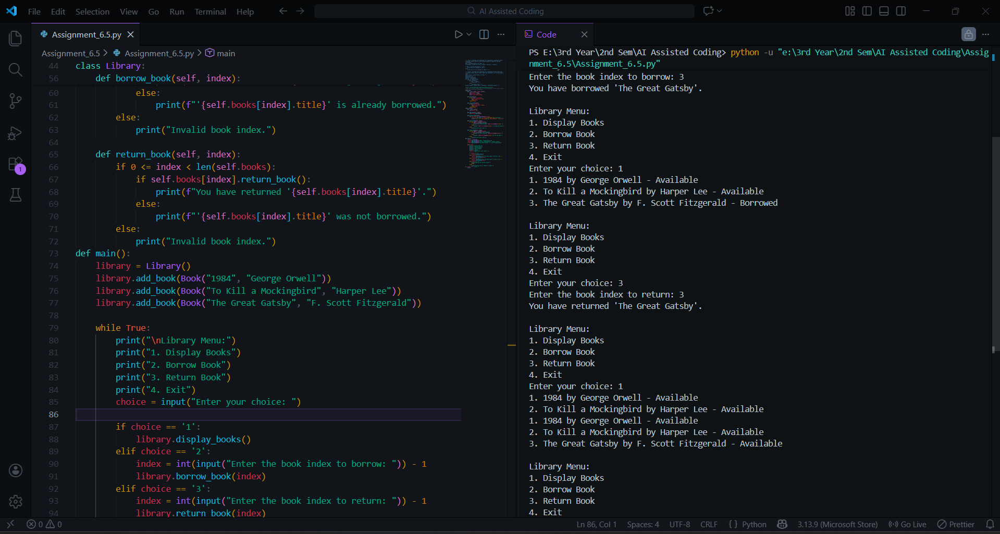 File Edit Selection View Go Run Terminal Help
AI Assisted Coding
Assignment_6.5.py
Code
Assignment_6.5 > Assignment_6.5.py > main
44 class Library:
56     def borrow_book(self, index):
60             else:
61                 print(f"'{self.books[index].title}' is already borrowed.")
62         else:
63             print("Invalid book index.")
64
65     def return_book(self, index):
66         if 0 <= index < len(self.books):
67             if self.books[index].return_book():
68                 print(f"You have returned '{self.books[index].title}'.")
69             else:
70                 print(f"'{self.books[index].title}' was not borrowed.")
71         else:
72             print("Invalid book index.")
73 def main():
74     library = Library()
75     library.add_book(Book("1984", "George Orwell"))
76     library.add_book(Book("To Kill a Mockingbird", "Harper Lee"))
77     library.add_book(Book("The Great Gatsby", "F. Scott Fitzgerald"))
78
79     while True:
80         print("\nLibrary Menu:")
81         print("1. Display Books")
82         print("2. Borrow Book")
83         print("3. Return Book")
84         print("4. Exit")
85         choice = input("Enter your choice: ")
86
87         if choice == '1':
88             library.display_books()
89         elif choice == '2':
90             index = int(input("Enter the book index to borrow: ")) - 1
91             library.borrow_book(index)
92         elif choice == '3':
93             index = int(input("Enter the book index to return: ")) - 1
94             library.return_book(index)
PS E:\3rd Year\2nd Sem\AI Assisted Coding> python -u "e:\3rd Year\2nd Sem\AI Assisted Coding\Assig
nment_6.5\Assignment_6.5.py"
Enter the book index to borrow: 3
You have borrowed 'The Great Gatsby'.

Library Menu:
1. Display Books
2. Borrow Book
3. Return Book
4. Exit
Enter your choice: 1
1. 1984 by George Orwell - Available
2. To Kill a Mockingbird by Harper Lee - Available
3. The Great Gatsby by F. Scott Fitzgerald - Borrowed

Library Menu:
1. Display Books
2. Borrow Book
3. Return Book
4. Exit
Enter your choice: 3
Enter the book index to return: 3
You have returned 'The Great Gatsby'.

Library Menu:
1. Display Books
2. Borrow Book
3. Return Book
4. Exit
Enter your choice: 1
1. 1984 by George Orwell - Available
2. To Kill a Mockingbird by Harper Lee - Available
1. 1984 by George Orwell - Available
2. To Kill a Mockingbird by Harper Lee - Available
3. The Great Gatsby by F. Scott Fitzgerald - Available

Library Menu:
1. Display Books
2. Borrow Book
3. Return Book
4. Exit
1
0 0
Ln 86, Col 1 Spaces: 4 UTF-8 CRLF { } Python 3.13.9 (Microsoft Store) Go Live Prettier